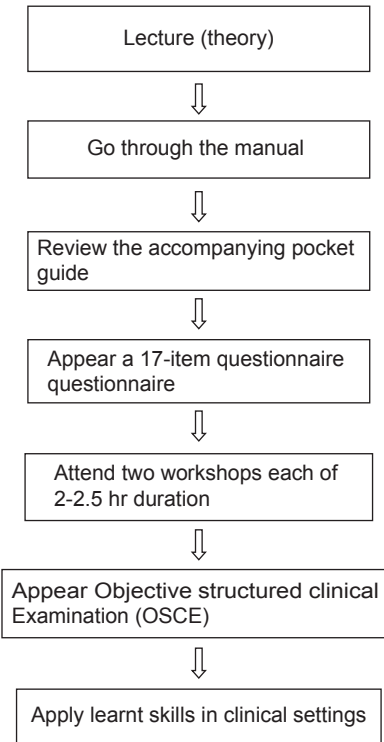 Lecture (theory)
Go through the manual
Review the accompanying pocket
guide
Appear a 17-item questionnaire
questionnaire
Attend two workshops each of
2-2.5 hr duration
Appear Objective structured clinical
Examination (OSCE)
Apply learnt skills in clinical settings